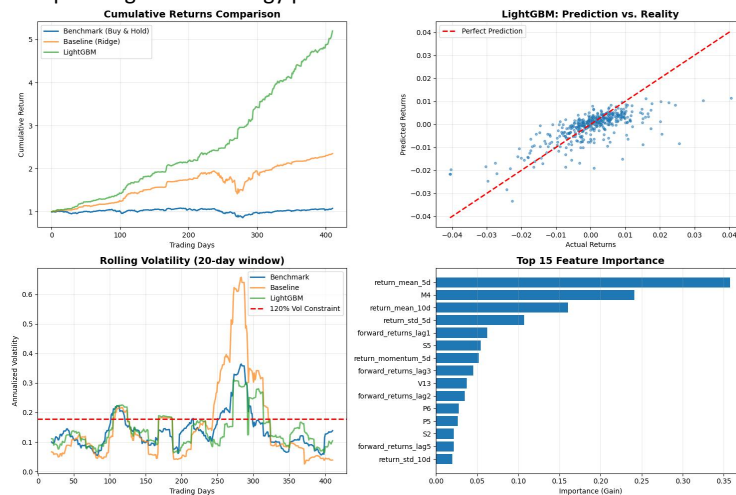 Cumulative Returns Comparison
Benchmark (Buy & Hold)
Baseline (Ridge)
LightGBM
Cumulative Return
5
4
3
2
1
0
100
200
300
400
Trading Days
LightGBM: Prediction vs. Reality
Perfect Prediction
Predicted Returns
0.04
0.03
0.02
0.01
0.00
−0.01
−0.02
−0.03
−0.04
−0.04
−0.03
−0.02
−0.01
0.00
0.01
0.02
0.03
0.04
Actual Returns
Rolling Volatility (20-day window)
Benchmark
Baseline
LightGBM
120% Vol Constraint
Annualized Volatility
0.6
0.5
0.4
0.3
0.2
0.1
0.0
0
50
100
150
200
250
300
350
400
Trading Days
Top 15 Feature Importance
return_mean_5d
M4
return_mean_10d
return_std_5d
forward_returns_lag1
S5
return_momentum_5d
forward_returns_lag3
V13
forward_returns_lag2
P6
P5
S2
forward_returns_lag5
return_std_10d
0.00
0.05
0.10
0.15
0.20
0.25
0.30
0.35
Importance (Gain)